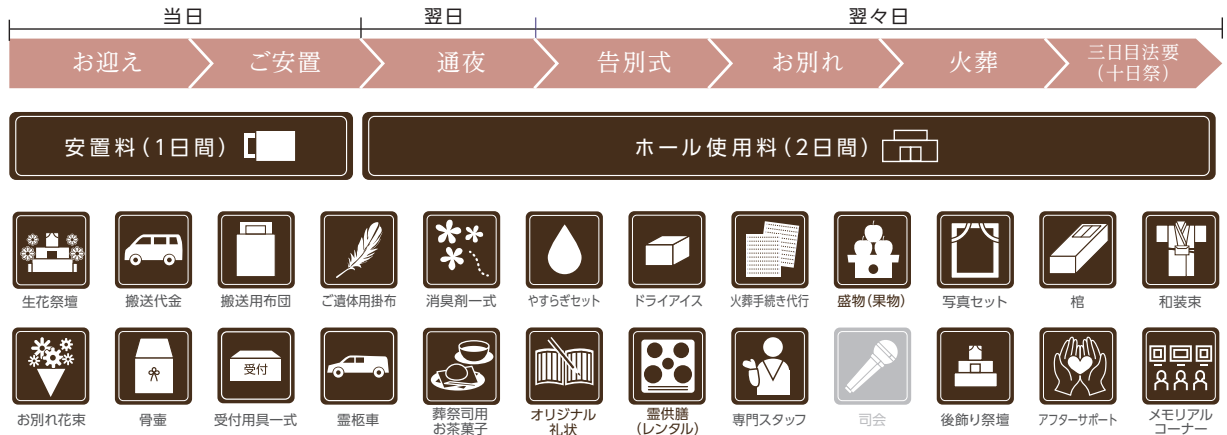 当日
翌日
翌々日
お迎え
ご安置
通夜
告別式
お別れ
火葬
三日目法要
(十日祭)
安置料(1日間)
ホール使用料(2日間)
生花祭壇
搬送代金
搬送用布団
ご遺体用掛布
消臭剤一式
やすらぎセット
ドライアイス
火葬手続き代行
盛物(果物)
写真セット
棺
和装束
お別れ花束
骨壷
受付
受付用具一式
霊柩車
葬祭司用
お茶菓子
オリジナル
礼状
霊供膳
(レンタル)
専門スタッフ
司会
後飾り祭壇
アフターサポート
メモリアル
コーナー